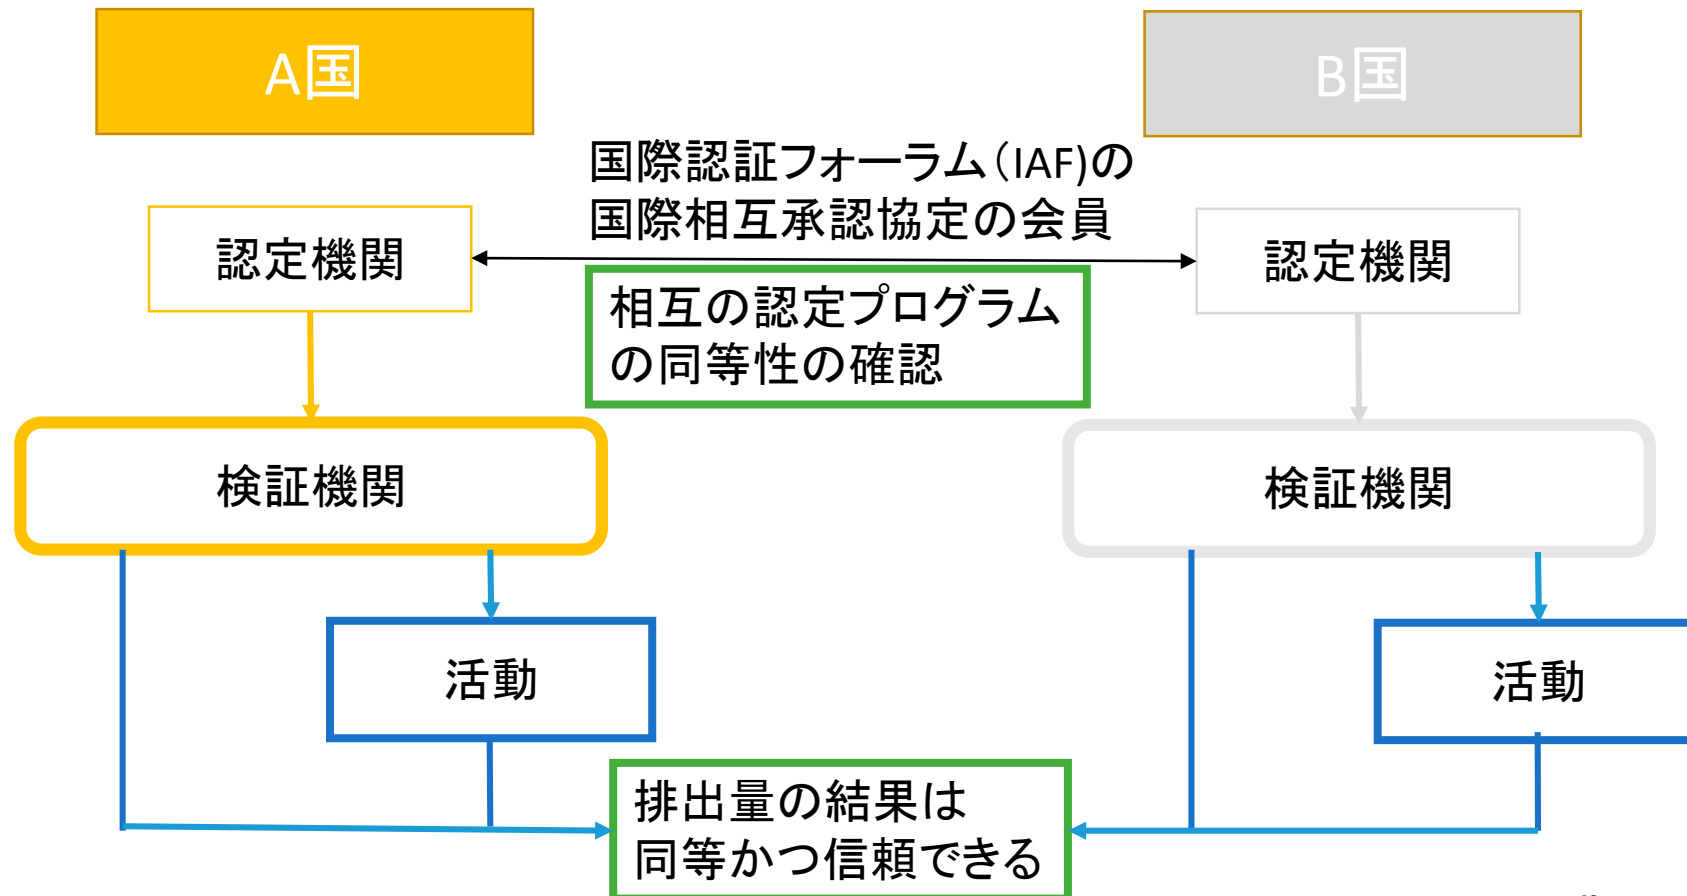 A国
B国
国際認証フォーラム（IAF)の
国際相互承認協定の会員
認定機関
認定機関
相互の認定プログラム
の同等性の確認
検証機関
検証機関
活動
活動
排出量の結果は
同等かつ信頼できる